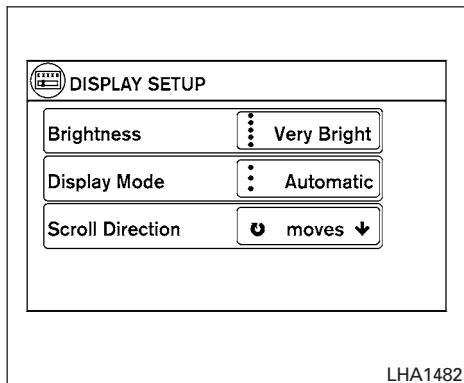 DISPLAY SETUP
Brightness Very Bright
Display Mode Automatic
Scroll Direction moves
LHA1482